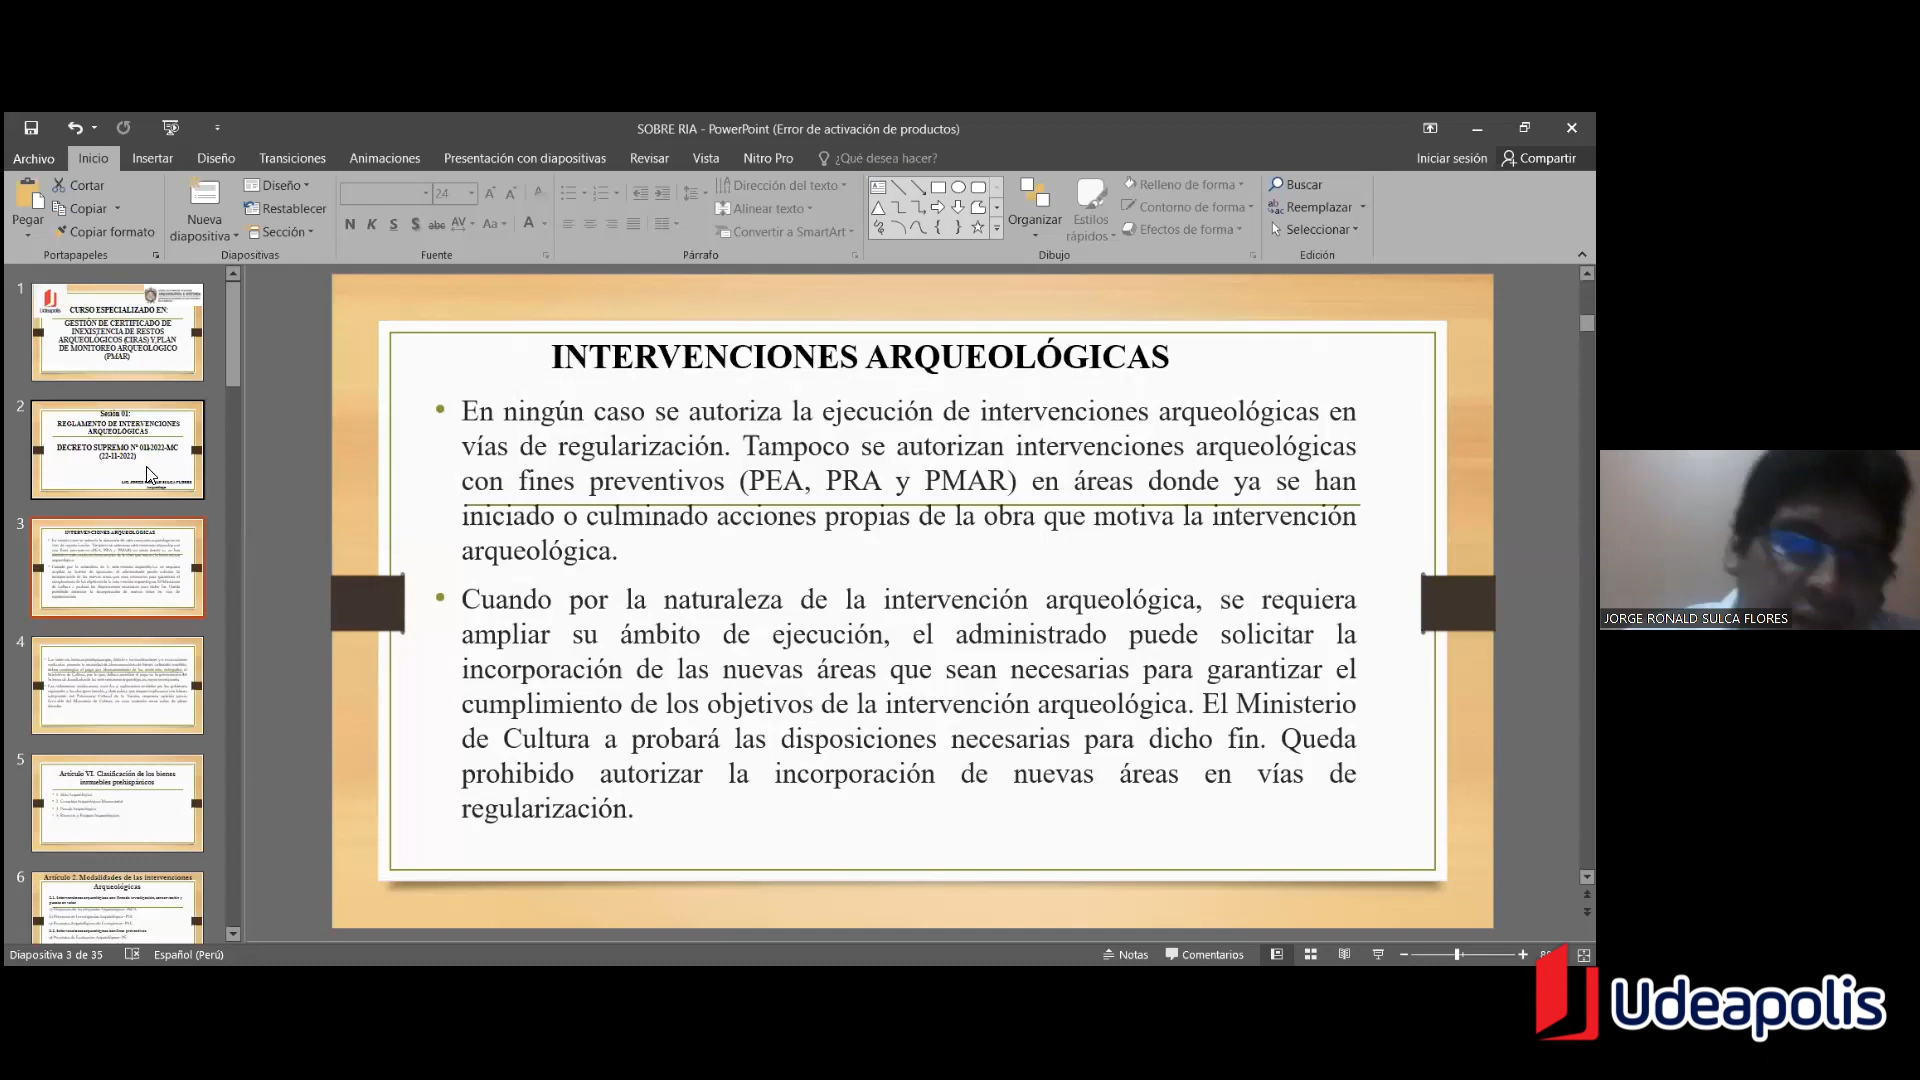 SOBRE RIA - PowerPoint (Error de activación de productos)
Archivo Inicio Insertar Diseño Transiciones Animaciones Presentación con diapositivas Revisar Vista Nitro Pro ¿Qué desea hacer? Iniciar sesión Compartir
Pegar
Cortar
Copiar
Copiar formato
Portapapeles
Nueva
diapositiva
Diseño
Restablecer
Sección
Diapositivas
24
N K S S abc AV Aa A
Fuente
Dirección del texto
Alinear texto
Convertir a SmartArt
Párrafo
Organizar
Estilos
rápidos
Relleno de forma
Contorno de forma
Efectos de forma
Dibujo
Buscar
Reemplazar
Seleccionar
Edición
1
Udeapolis
CURSO ESPECIALIZADO EN:
GESTIÓN DE CERTIFICADO DE
INEXISTENCIA DE RESTOS
ARQUEOLÓGICOS (CIRAS) Y PLAN
DE MONITOREO ARQUEOLOGICO
(PMAR)
2
Sesión 01:
REGLAMENTO DE INTERVENCIONES
ARQUEOLÓGICAS
DECRETO SUPREMO N° 011-2022-MC
(22-11-2022)
3
INTERVENCIONES ARQUEOLÓGICAS
4
5
Artículo VI. Clasificación de los bienes
inmuebles prehispánicos
6
Artículo 2. Modalidades de las intervenciones
Arqueológicas
INTERVENCIONES ARQUEOLÓGICAS
• En ningún caso se autoriza la ejecución de intervenciones arqueológicas en
vías de regularización. Tampoco se autorizan intervenciones arqueológicas
con fines preventivos (PEA, PRA y PMAR) en áreas donde ya se han
iniciado o culminado acciones propias de la obra que motiva la intervención
arqueológica.
• Cuando por la naturaleza de la intervención arqueológica, se requiera
ampliar su ámbito de ejecución, el administrado puede solicitar la
incorporación de las nuevas áreas que sean necesarias para garantizar el
cumplimiento de los objetivos de la intervención arqueológica. El Ministerio
de Cultura a probará las disposiciones necesarias para dicho fin. Queda
prohibido autorizar la incorporación de nuevas áreas en vías de
regularización.
JORGE RONALD SULCA FLORES
Diapositiva 3 de 35 Español (Perú) Notas Comentarios
Udeapolis